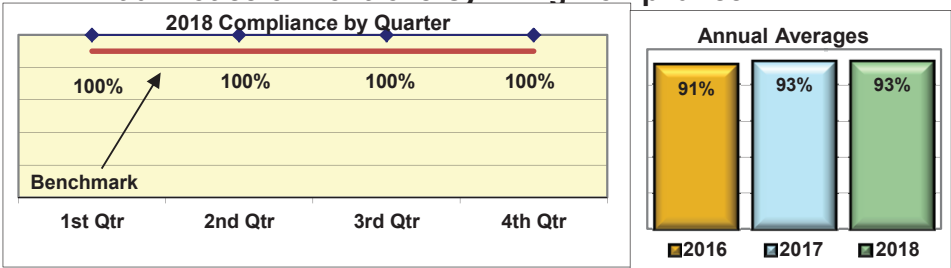 2018 Compliance by Quarter
100% 100% 100% 100%
Benchmark
1st Qtr 2nd Qtr 3rd Qtr 4th Qtr
Annual Averages
91% 93% 93%
2016 2017 2018